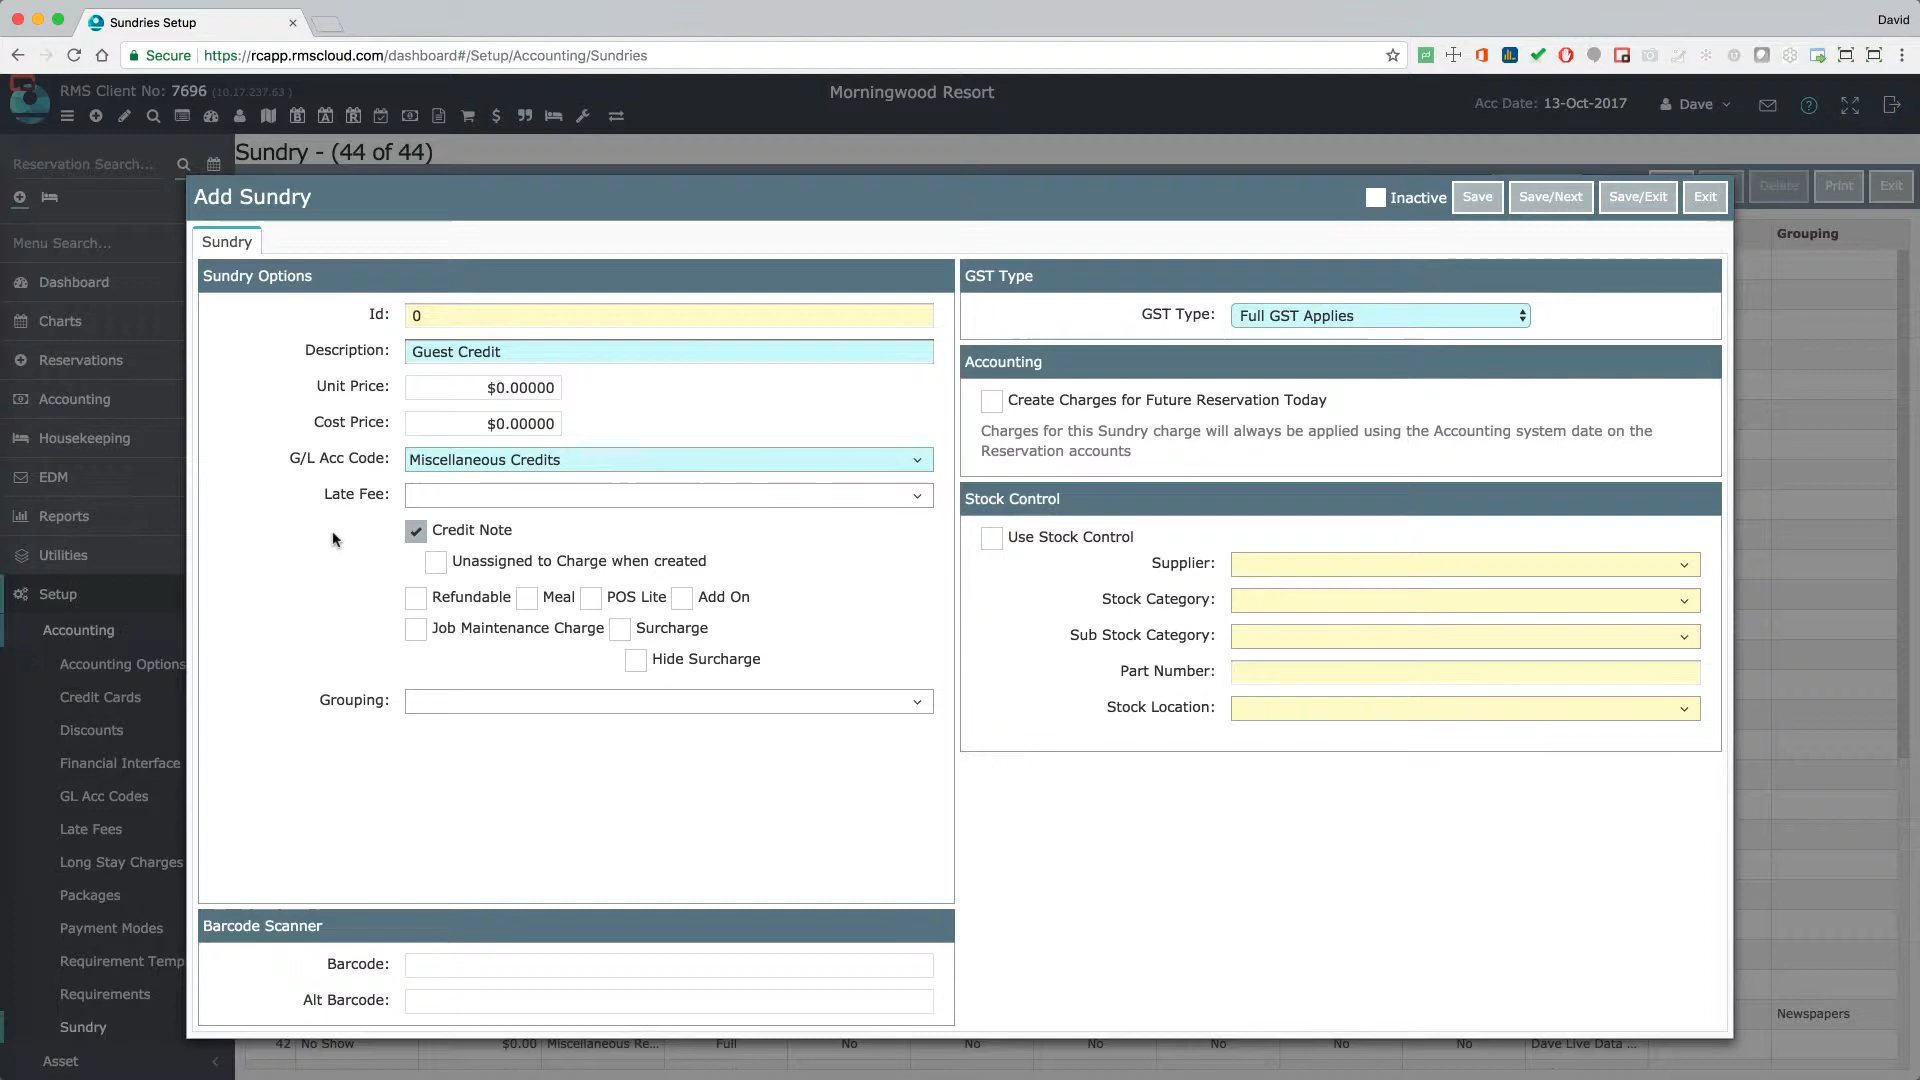 Sundries Setup
David
Secure https://rcapp.rmscloud.com/dashboard#/Setup/Accounting/Sundries
RMS Client No: 7696 (10.17.237.63 )
Morningwood Resort
Acc Date: 13-Oct-2017
Dave
Reservation Search...
Sundry - (44 of 44)
Delete Print Exit
Add Sundry
Inactive Save Save/Next Save/Exit Exit
Menu Search...
Grouping
Sundry
Sundry Options
GST Type
Id: 0
GST Type: Full GST Applies
Description: Guest Credit
Accounting
Unit Price: $0.00000
Create Charges for Future Reservation Today
Cost Price: $0.00000
Charges for this Sundry charge will always be applied using the Accounting system date on the
Reservation accounts
G/L Acc Code: Miscellaneous Credits
Late Fee:
Stock Control
Credit Note
Use Stock Control
Unassigned to Charge when created
Supplier:
Refundable Meal POS Lite Add On
Stock Category:
Job Maintenance Charge Surcharge
Sub Stock Category:
Hide Surcharge
Part Number:
Grouping:
Stock Location:
Barcode Scanner
Barcode:
Alt Barcode:
Dashboard
Charts
Reservations
Accounting
Housekeeping
EDM
Reports
Utilities
Setup
Accounting
Accounting Options
Credit Cards
Discounts
Financial Interface
GL Acc Codes
Late Fees
Long Stay Charges
Packages
Payment Modes
Requirement Temp
Requirements
Sundry
Asset
Newspapers
42 No Show $0.00 Miscellaneous Re... Full No No No No No No Dave Live Data ...